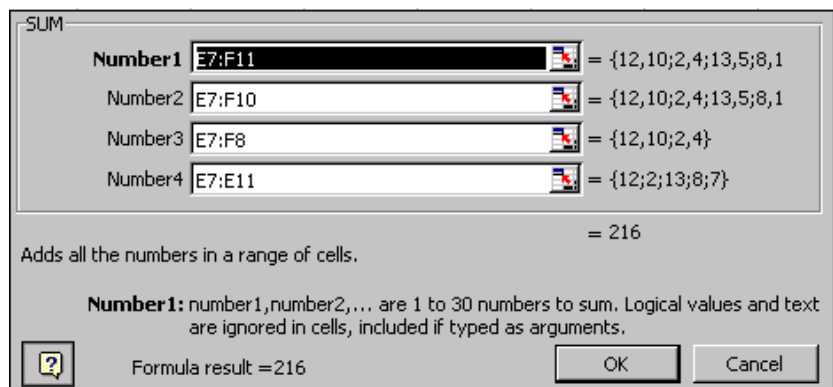 SUM
Number1 E7:F11 = {12,10;2,4;13,5;8,1
Number2 E7:F10 = {12,10;2,4;13,5;8,1
Number3 E7:F8 = {12,10;2,4}
Number4 E7:E11 = {12;2;13;8;7}
= 216
Adds all the numbers in a range of cells.
Number1: number1,number2,... are 1 to 30 numbers to sum. Logical values and text
are ignored in cells, included if typed as arguments.
? Formula result =216 OK Cancel